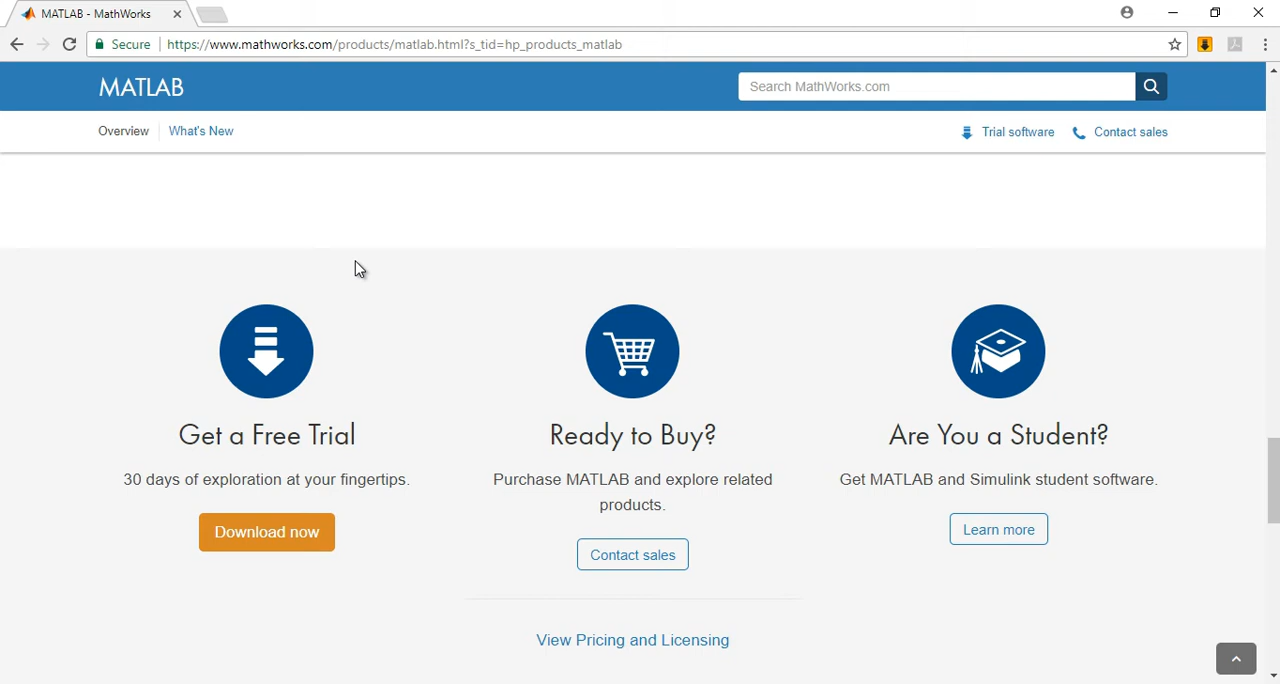 MATLAB - MathWorks
Secure https://www.mathworks.com/products/matlab.html?s_tid=hp_products_matlab
MATLAB
Search MathWorks.com
Overview What's New
Trial software Contact sales
Get a Free Trial
30 days of exploration at your fingertips.
Download now
Ready to Buy?
Purchase MATLAB and explore related
products.
Contact sales
View Pricing and Licensing
Are You a Student?
Get MATLAB and Simulink student software.
Learn more